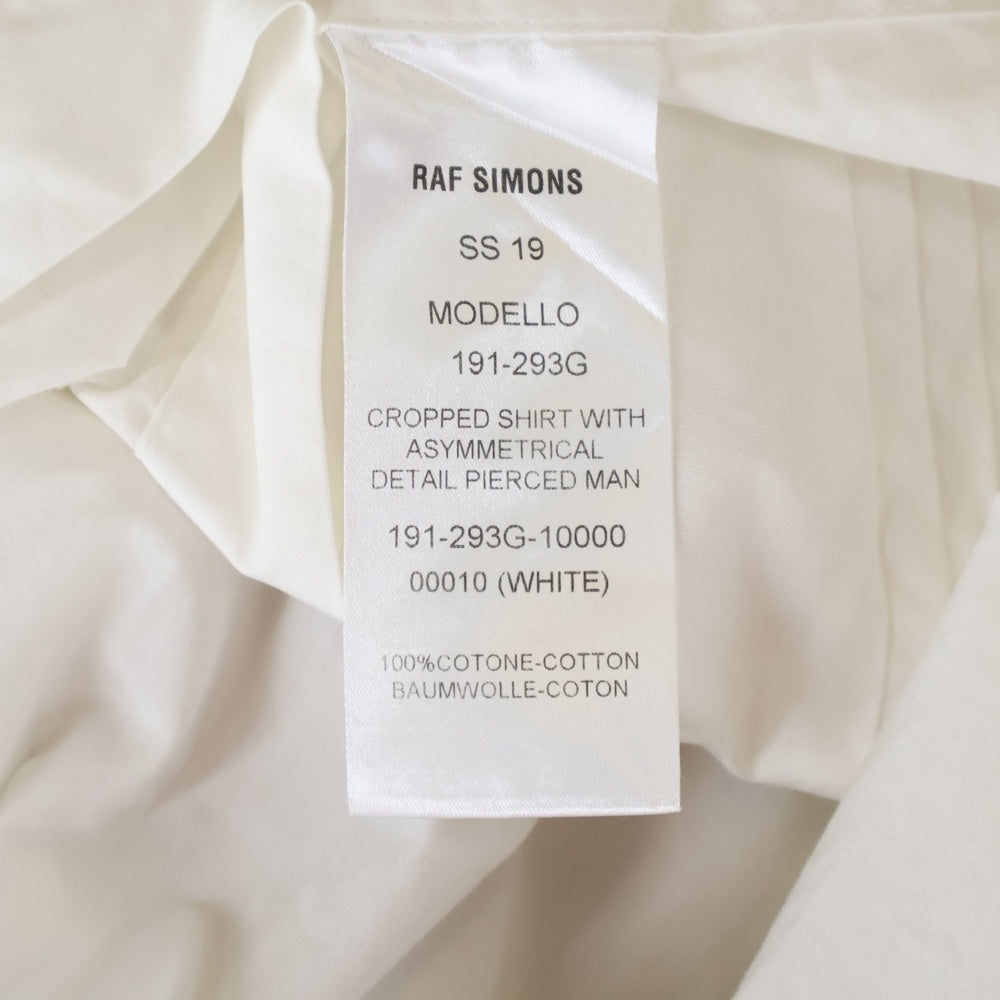 RAF SIMONS
SS 19
MODELLO
191-293G
CROPPED SHIRT WITH
ASYMMETRICAL
DETAIL PIERCED MAN
191-293G-10000
00010 (WHITE)
100%COTONE-COTTON
BAUMWOLLE-COTON